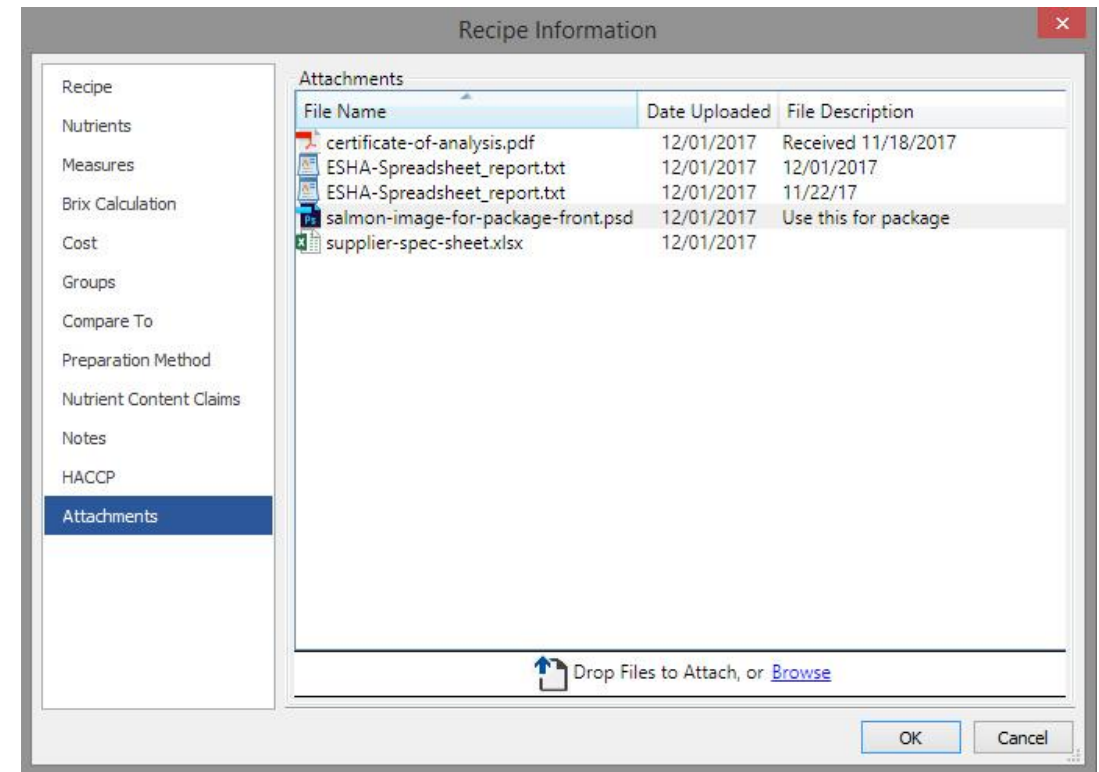 Recipe Information
Recipe
Nutrients
Measures
Brix Calculation
Cost
Groups
Compare To
Preparation Method
Nutrient Content Claims
Notes
HACCP
Attachments
Attachments
File Name Date Uploaded File Description
certificate-of-analysis.pdf 12/01/2017 Received 11/18/2017
ESHA-Spreadsheet_report.txt 12/01/2017 12/01/2017
ESHA-Spreadsheet_report.txt 12/01/2017 11/22/17
Ps salmon-image-for-package-front.psd 12/01/2017 Use this for package
supplier-spec-sheet.xlsx 12/01/2017
Drop Files to Attach, or Browse
OK Cancel